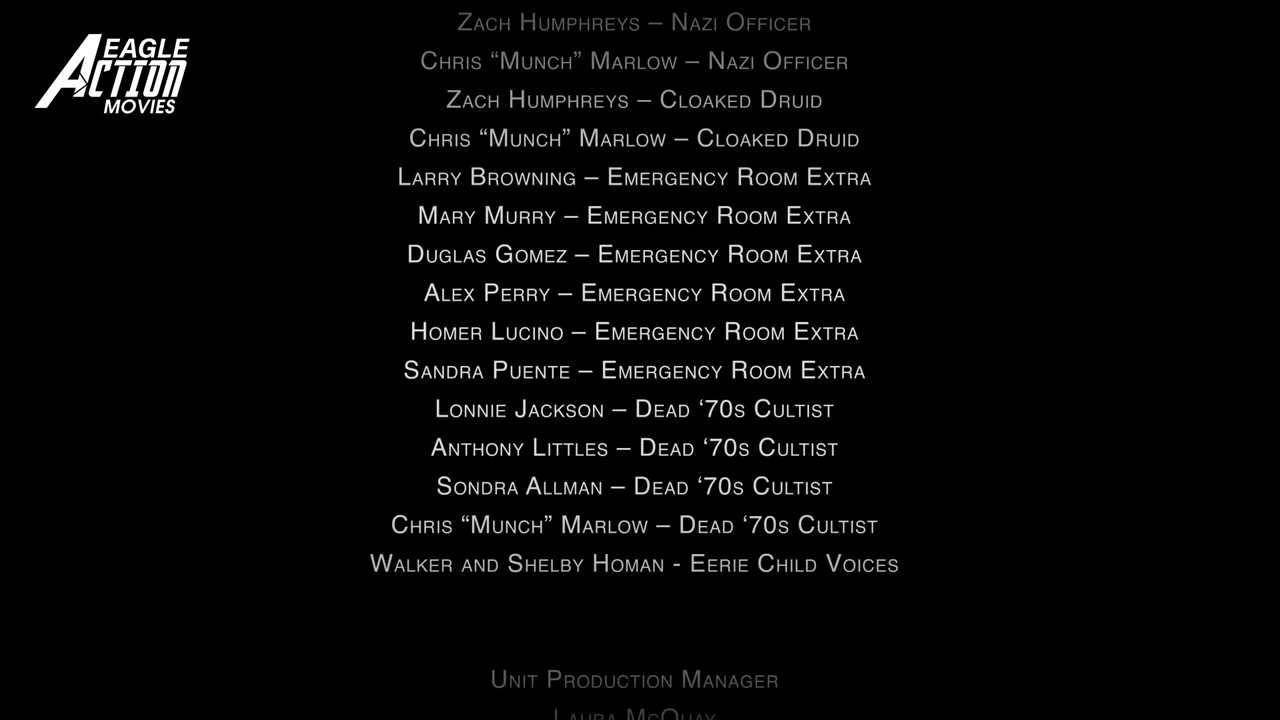 EAGLE
ACTION
MOVIES
Zach Humphreys – Nazi Officer
Chris “Munch” Marlow – Nazi Officer
Zach Humphreys – Cloaked Druid
Chris “Munch” Marlow – Cloaked Druid
Larry Browning – Emergency Room Extra
Mary Murry – Emergency Room Extra
Duglas Gomez – Emergency Room Extra
Alex Perry – Emergency Room Extra
Homer Lucino – Emergency Room Extra
Sandra Puente – Emergency Room Extra
Lonnie Jackson – Dead ‘70s Cultist
Anthony Littles – Dead ‘70s Cultist
Sondra Allman – Dead ‘70s Cultist
Chris “Munch” Marlow – Dead ‘70s Cultist
Walker and Shelby Homan - Eerie Child Voices
Unit Production Manager
Laura McQuay